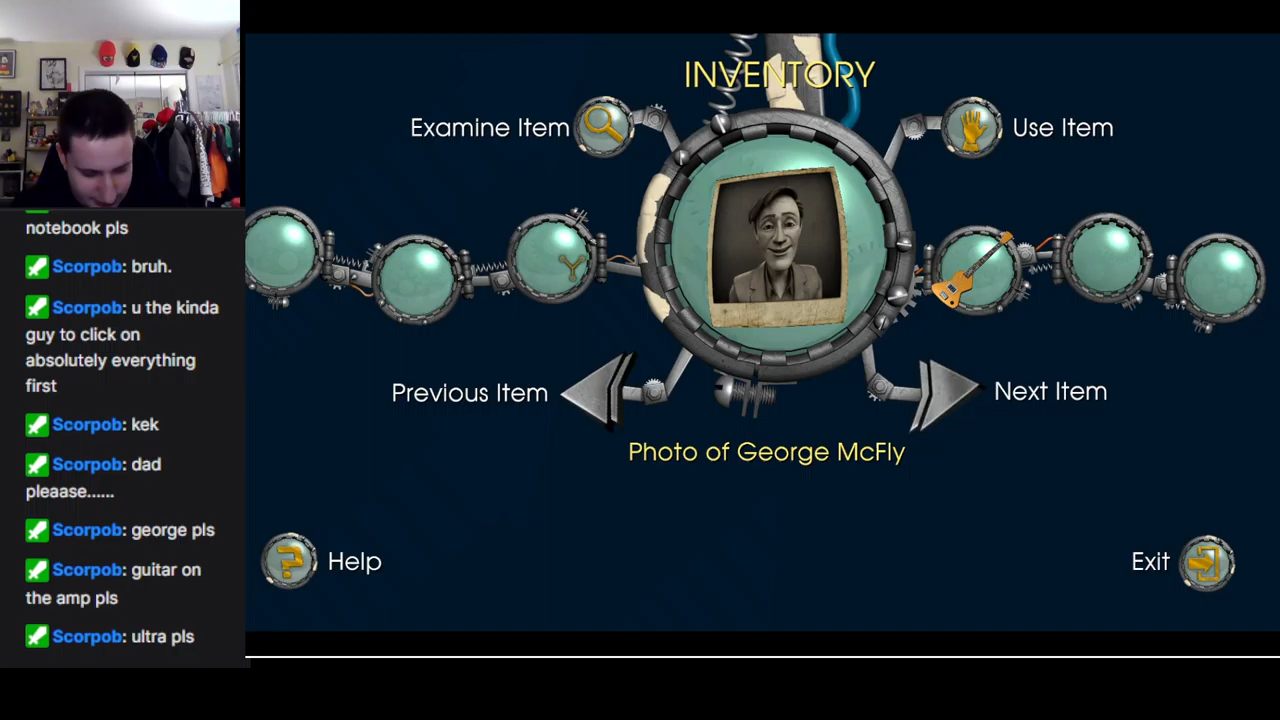 notebook pls
Scorpob: bruh.
Scorpob: u the kinda
guy to click on
absolutely everything
first
Scorpob: kek
Scorpob: dad
pleaase......
Scorpob: george pls
Scorpob: guitar on
the amp pls
Scorpob: ultra pls
INVENTORY
Examine Item
Use Item
Previous Item
Next Item
Photo of George McFly
Help
Exit